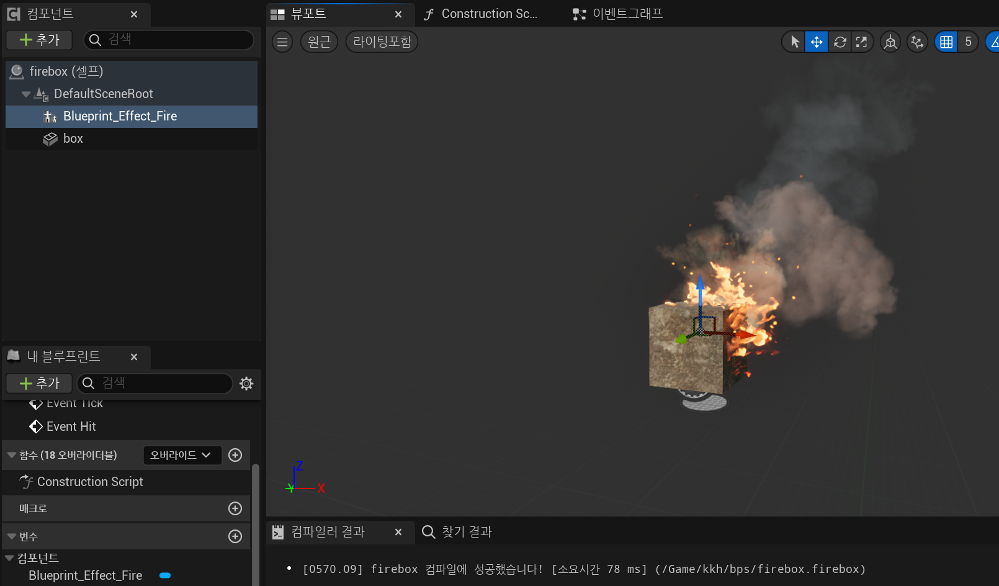 컴포넌트
추가
검색
firebox (셀프)
DefaultSceneRoot
Blueprint_Effect_Fire
box
내 블루프린트
추가
검색
Event Tick
Event Hit
함수 (18 오버라이더블)
오버라이드
Construction Script
매크로
변수
컴포넌트
Blueprint_Effect_Fire
뷰포트
Construction Sc...
이벤트그래프
원근
라이팅포함
5
Z
Y
X
컴파일러 결과
찾기 결과
[0570.09] firebox 컴파일에 성공했습니다! [소요시간 78 ms] (/Game/kkh/bps/firebox.firebox)